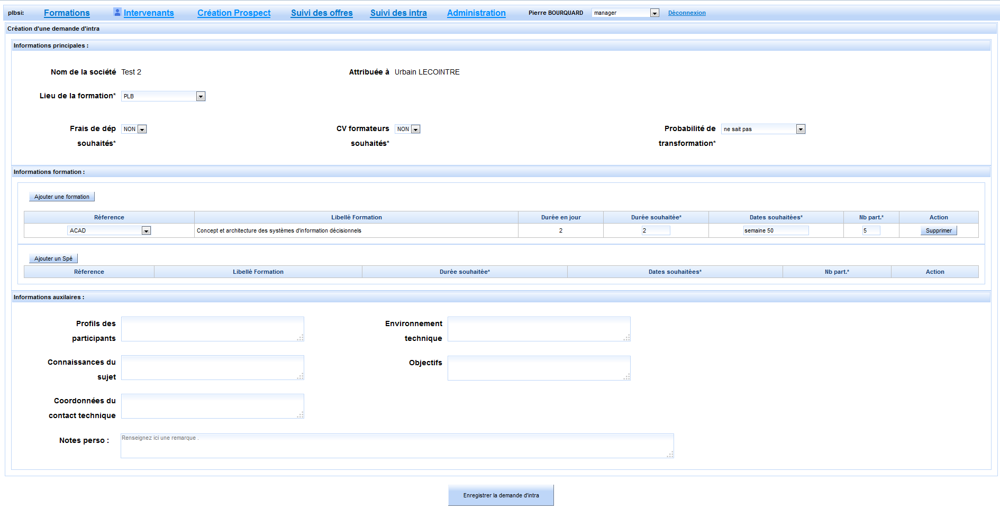 plbsi: Formations Intervenants Création Prospect Suivi des offres Suivi des intra Administration Pierre BOURQUARD manager Déconnexion
Création d'une demande d'intra
Informations principales :
Nom de la société Test 2 Attribuée à Urbain LECOINTRE
Lieu de la formation* PLB
Frais de dép NON CV formateurs NON Probabilité de ne sait pas
souhaités* souhaités* transformation*
Informations formation :
Ajouter une formation
Réference Libellé Formation Durée en jour Durée souhaitée* Dates souhaitées* Nb part.* Action
ACAD Concept et architecture des systèmes d'information décisionnels 2 2 semaine 50 5 Supprimer
Ajouter un Spé
Réference Libellé Formation Durée souhaitée* Dates souhaitées* Nb part.* Action
Informations auxilaires :
Profils des Environnement
participants technique
Connaissances du Objectifs
sujet
Coordonnées du
contact technique
Notes perso : Renseignez ici une remarque .
Enregistrer la demande d'intra